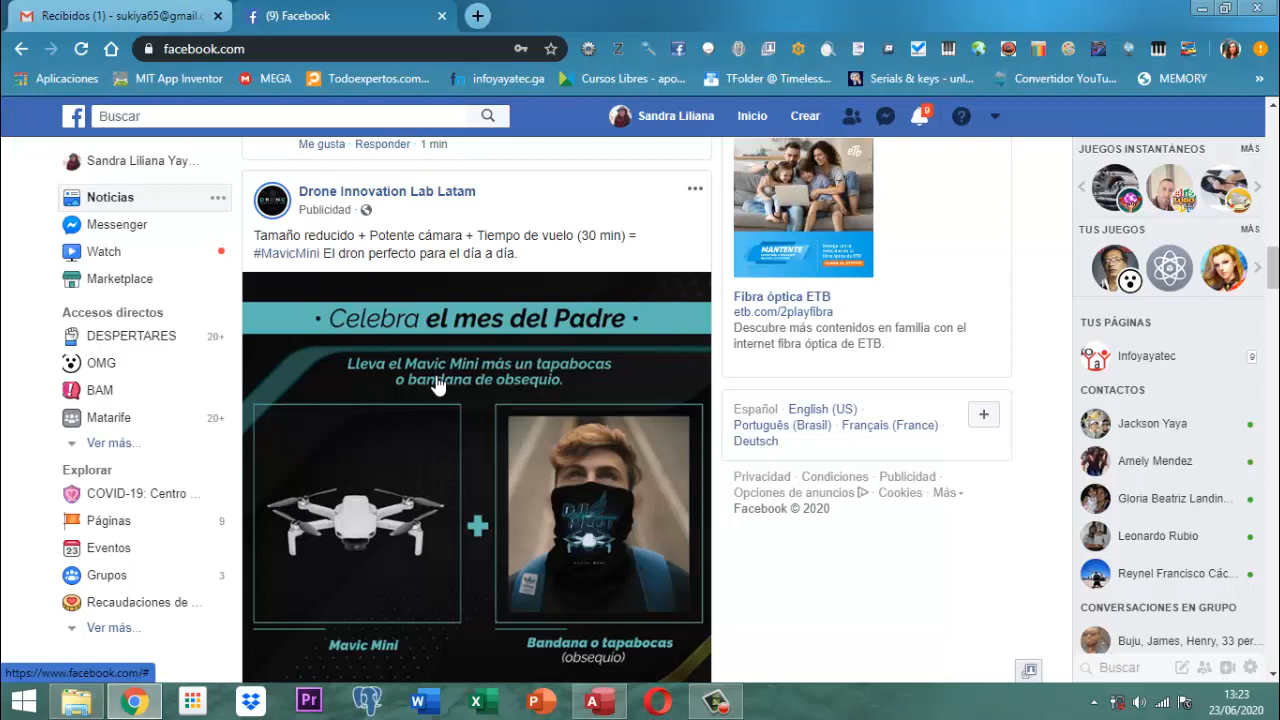 Recibidos (1) - sukiya65@gmail.c
(9) Facebook
facebook.com
Aplicaciones
MIT App Inventor
MEGA
Todoexpertos.com...
infoyayatec.ga
Cursos Libres - apo...
TFolder @ Timeless...
Serials & keys - unl...
Convertidor YouTu...
MEMORY
»
Buscar
Sandra Liliana
Inicio
Crear
9
Sandra Liliana Yay...
Noticias
Messenger
Watch
Marketplace
Accesos directos
DESPERTARES 20+
OMG
BAM
Matarife 20+
Ver más...
Explorar
COVID-19: Centro ...
Páginas 9
Eventos
Grupos 3
Recaudaciones de ...
Ver más...
Me gusta · Responder · 1 min
Drone Innovation Lab Latam
Publicidad ·
Tamaño reducido + Potente cámara + Tiempo de vuelo (30 min) =
#MavicMini El dron perfecto para el día a día.
• Celebra el mes del Padre •
Lleva el Mavic Mini más un tapabocas
o bandana de obsequio.
Mavic Mini
Bandana o tapabocas
(obsequio)
etb
MANTENTE
Fibra óptica ETB
etb.com/2playfibra
Descubre más contenidos en familia con el
internet fibra óptica de ETB.
Español · English (US) ·
Português (Brasil) · Français (France) ·
Deutsch
Privacidad · Condiciones · Publicidad ·
Opciones de anuncios · Cookies · Más
Facebook © 2020
JUEGOS INSTANTÁNEOS MÁS
TUS JUEGOS MÁS
TUS PÁGINAS
Infoyayatec 9
CONTACTOS
Jackson Yaya
Amely Mendez
Gloria Beatriz Landin...
Leonardo Rubio
Reynel Francisco Các...
CONVERSACIONES EN GRUPO
Buju, James, Henry, 33 per...
Buscar
https://www.facebook.com/#
13:23
23/06/2020